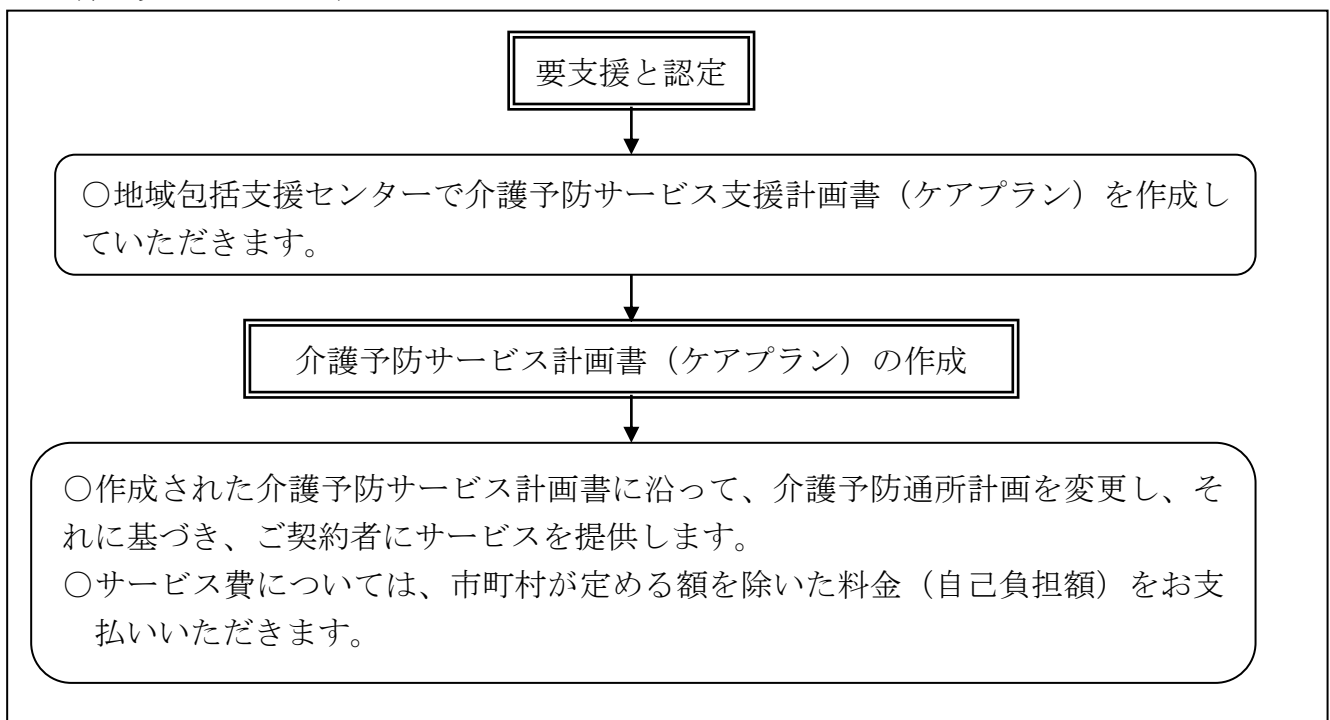 要支援と認定
○地域包括支援センターで介護予防サービス支援計画書（ケアプラン）を作成し
ていただきます。
介護予防サービス計画書（ケアプラン）の作成
○作成された介護予防サービス計画書に沿って、介護予防通所計画を変更し、そ
れに基づき、ご契約者にサービスを提供します。
○サービス費については、市町村が定める額を除いた料金（自己負担額）をお支
払いいただきます。